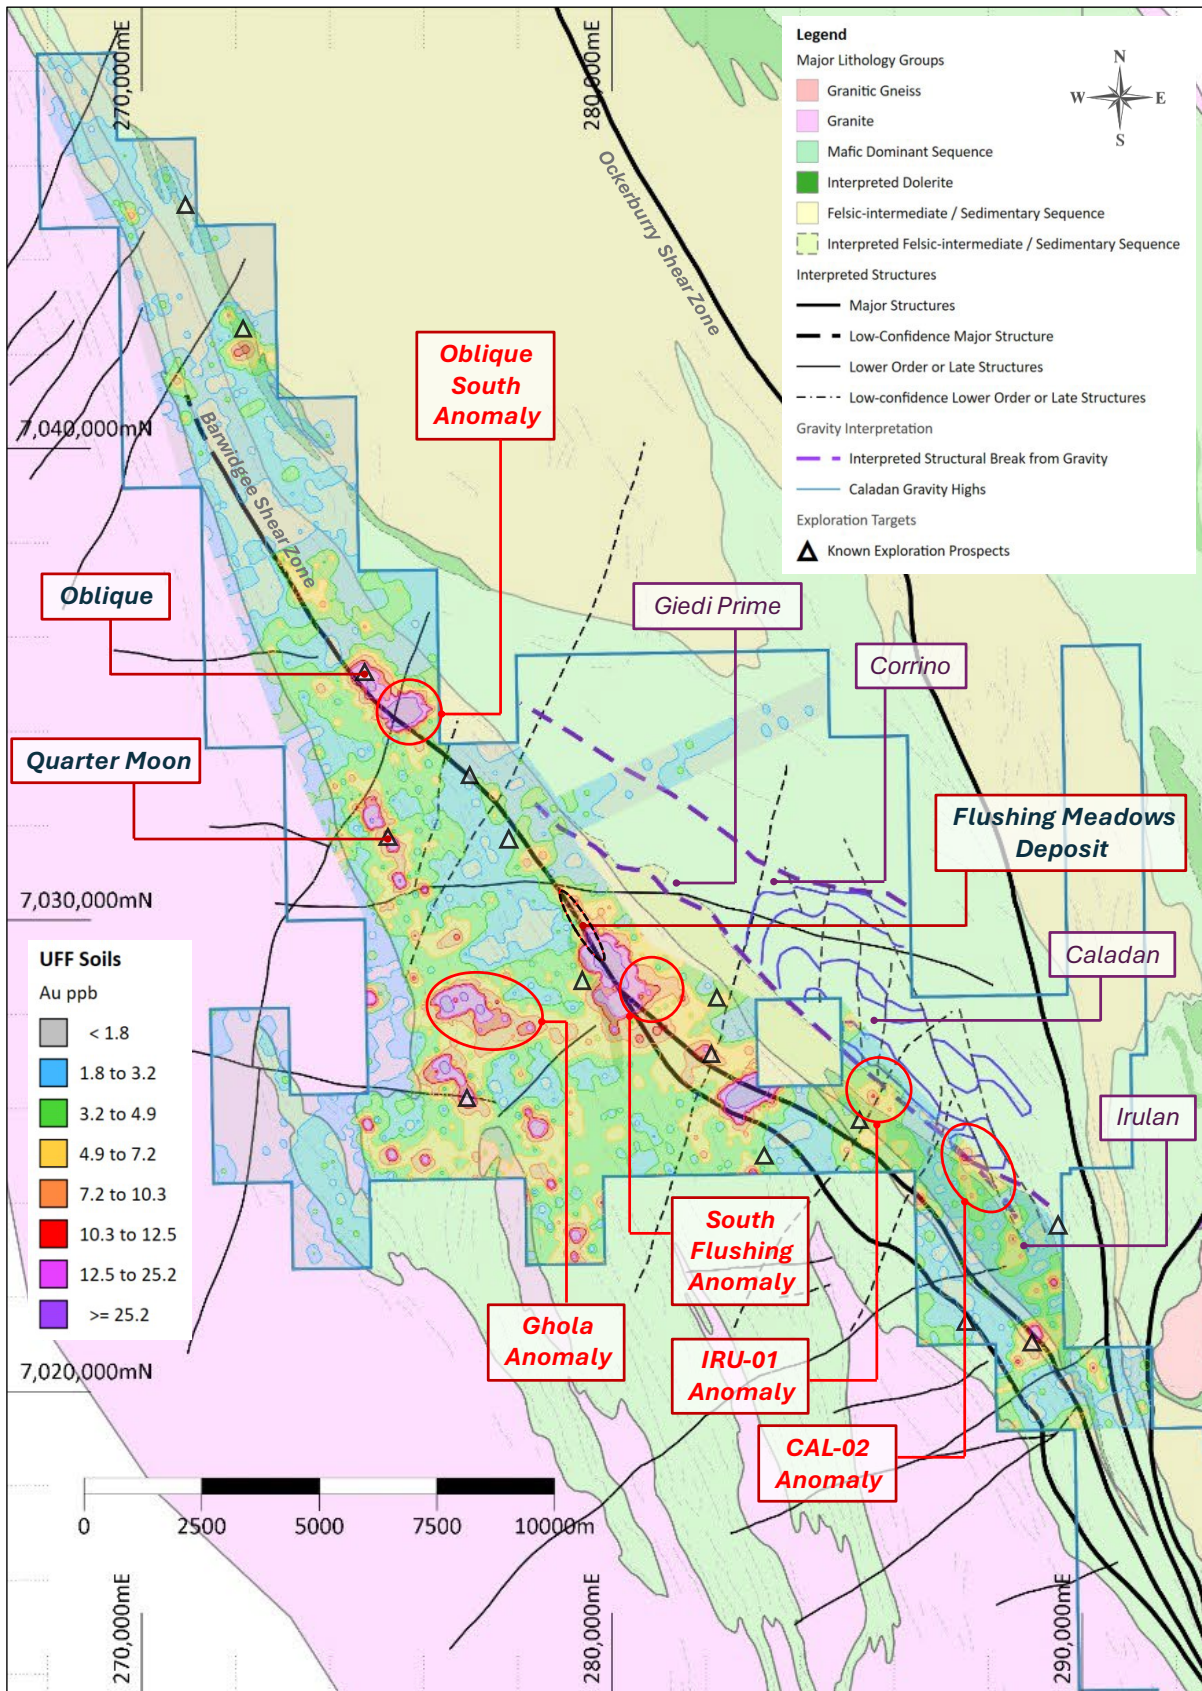 270,000mE
280,000mE
Legend
Major Lithology Groups
Granitic Gneiss
Granite
Mafic Dominant Sequence
Interpreted Dolerite
Felsic-intermediate / Sedimentary Sequence
Interpreted Felsic-intermediate / Sedimentary Sequence
Interpreted Structures
Major Structures
Low-Confidence Major Structure
Lower Order or Late Structures
Low-confidence Lower Order or Late Structures
Gravity Interpretation
Interpreted Structural Break from Gravity
Caladan Gravity Highs
Exploration Targets
Known Exploration Prospects
N
W
E
S
Ockerburry Shear Zone
Oblique
South
Anomaly
7,040,000mN
Barwidgee Shear Zone
Oblique
Giedi Prime
Corrino
Quarter Moon
Flushing Meadows
Deposit
7,030,000mN
Caladan
UFF Soils
Au ppb
< 1.8
1.8 to 3.2
3.2 to 4.9
4.9 to 7.2
7.2 to 10.3
10.3 to 12.5
12.5 to 25.2
>= 25.2
Irulan
South
Flushing
Anomaly
Ghola
Anomaly
IRU-01
Anomaly
7,020,000mN
CAL-02
Anomaly
0
2500
5000
7500
10000m
270,000mE
280,000mE
290,000mE